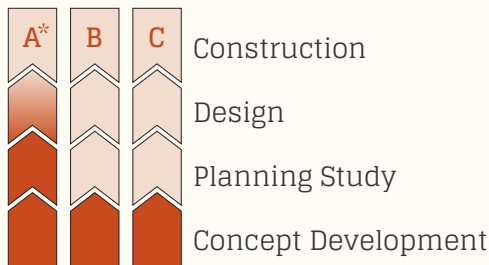 A* B C
Construction
Design
Planning Study
Concept Development